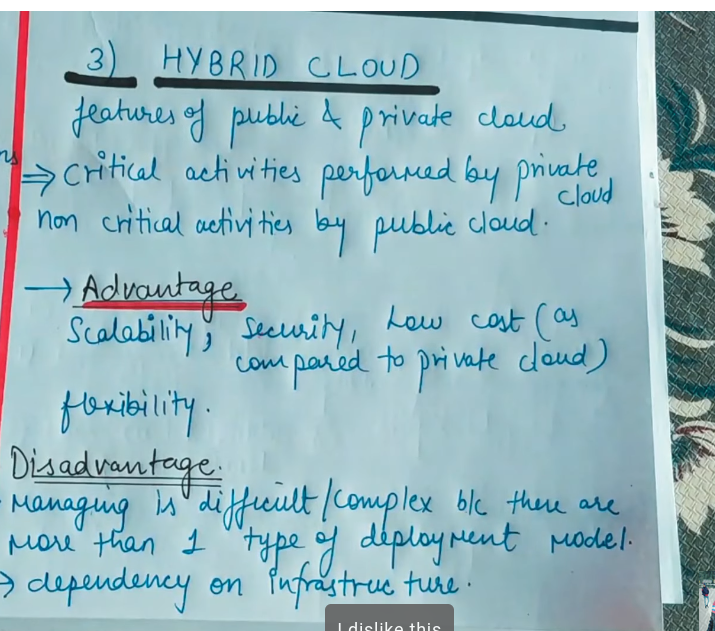 3) HYBRID CLOUD
features of public & private cloud
⇒ Critical activities performed by private
cloud
non critical activities by public cloud.
→ Advantage
Scalability, Security, Low cost (as
compared to private cloud)
flexibility.
Disadvantage.
Managing is difficult/complex b/c there are
more than 1 type of deployment model.
→ dependency on infrastructure.
I dislike this